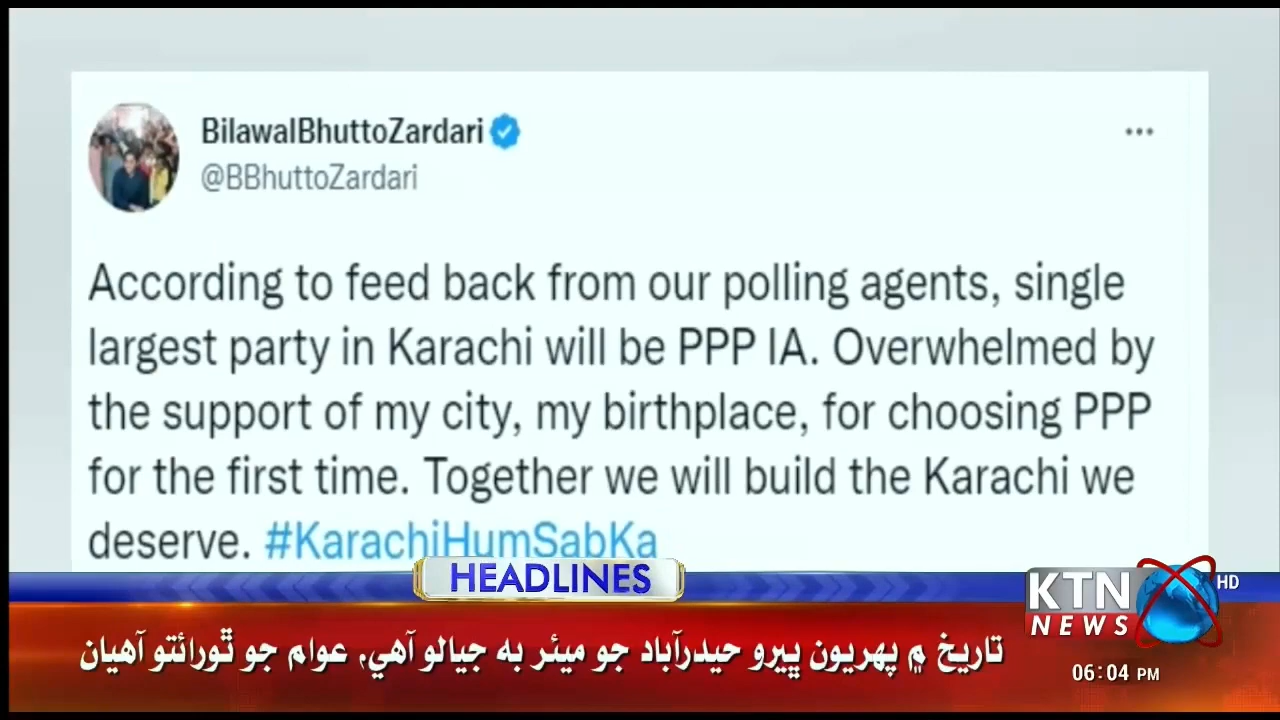 BilawalBhuttoZardari
@BBhuttoZardari
According to feed back from our polling agents, single
largest party in Karachi will be PPP IA. Overwhelmed by
the support of my city, my birthplace, for choosing PPP
for the first time. Together we will build the Karachi we
deserve. #KarachiHumSabKa
HEADLINES
KTN HD
NEWS
تاريخ ۾ پهريون ڀيرو حيدرآباد جو ميئر به جيالو آهي، عوام جو ٿورائتو آهيان
06:04 PM